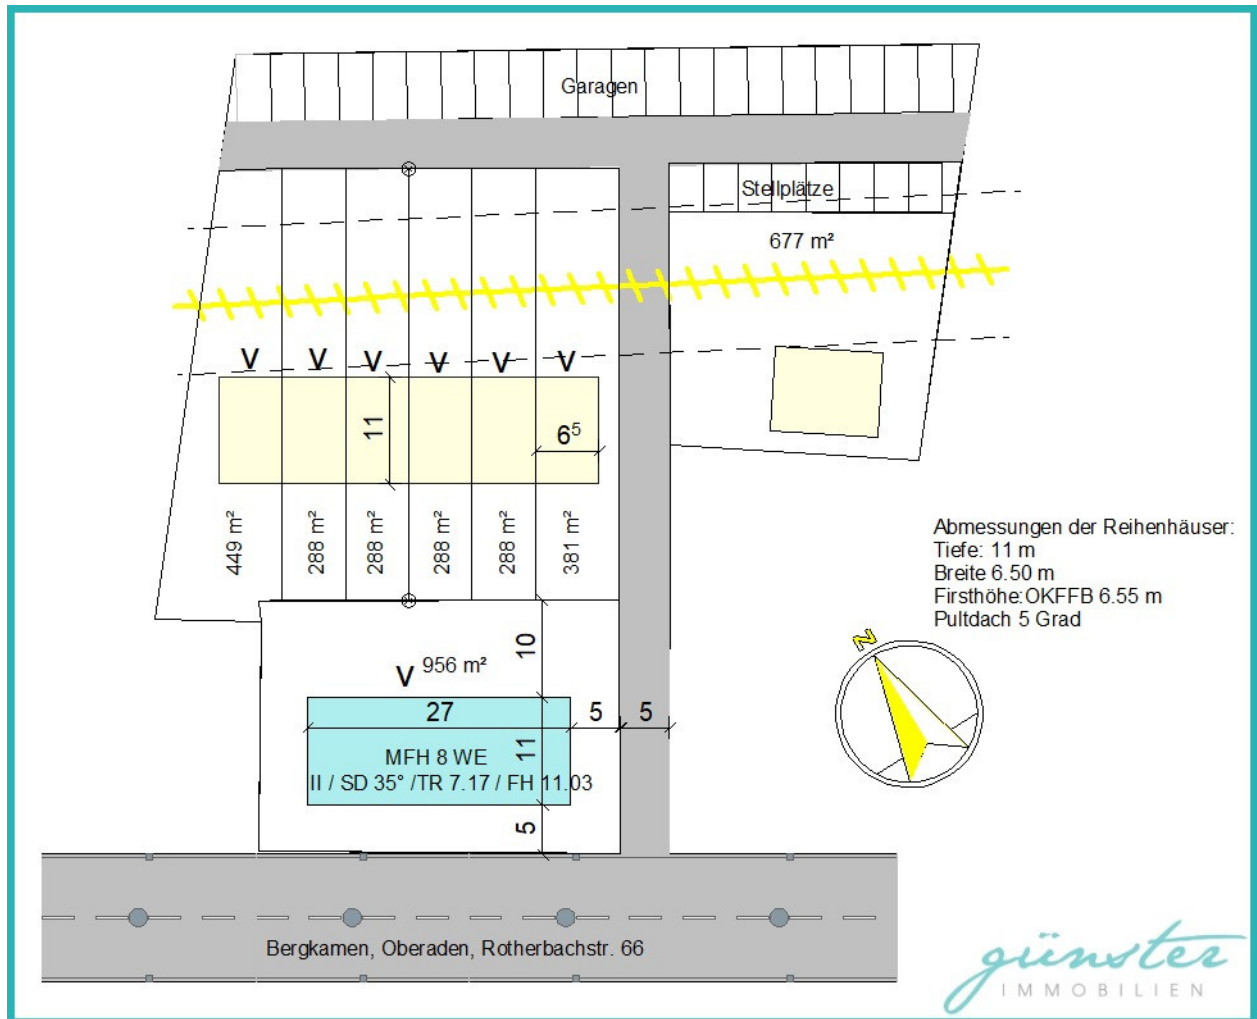 Garagen
Stellplätze
677 m²
V V V V V V
11
6⁵
449 m²
288 m²
288 m²
288 m²
288 m²
381 m²
Abmessungen der Reihenhäuser:
Tiefe: 11 m
Breite 6.50 m
Firsthöhe:OKFFB 6.55 m
Pultdach 5 Grad
N
10
V 956 m²
27
5
5
11
MFH 8 WE
II / SD 35° /TR 7.17 / FH 11.03
5
Bergkamen, Oberaden, Rotherbachstr. 66
günster
IMMOBILIEN